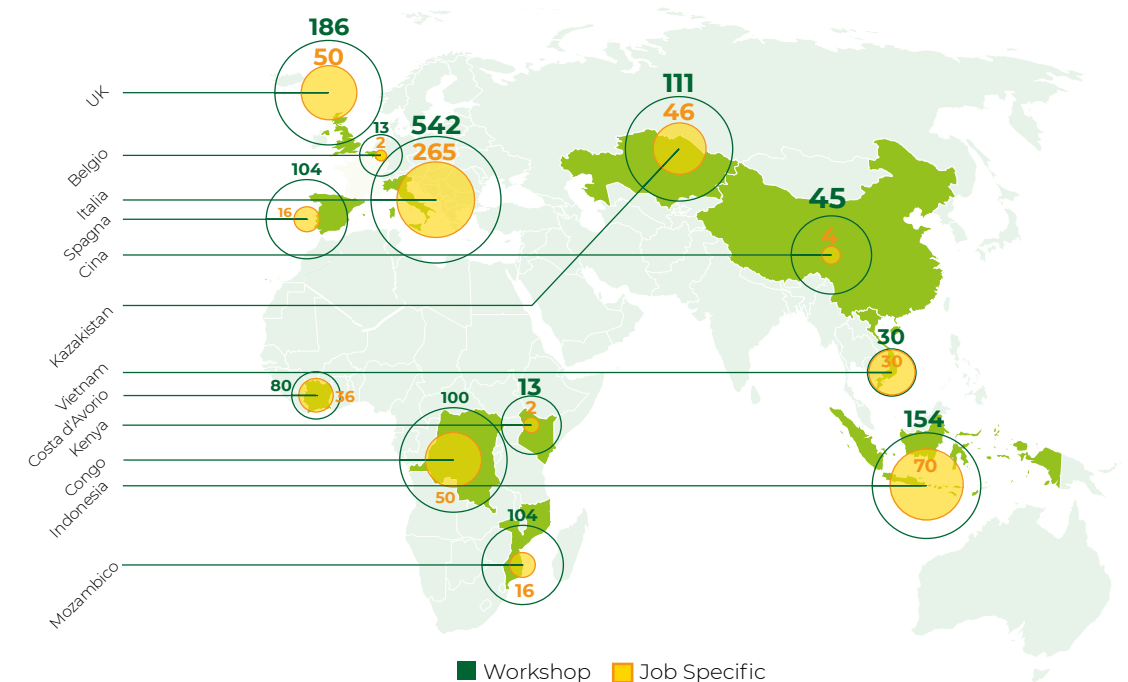 186
50
UK
111
46
13
2
542
265
Belgio
104
16
Italia
45
4
Spagna
Cina
Kazakistan
30
30
Vietnam
80
36
Costa d'Avorio
100
50
13
2
Kenya
154
70
Congo
Indonesia
104
16
Mozambico
Workshop
Job Specific